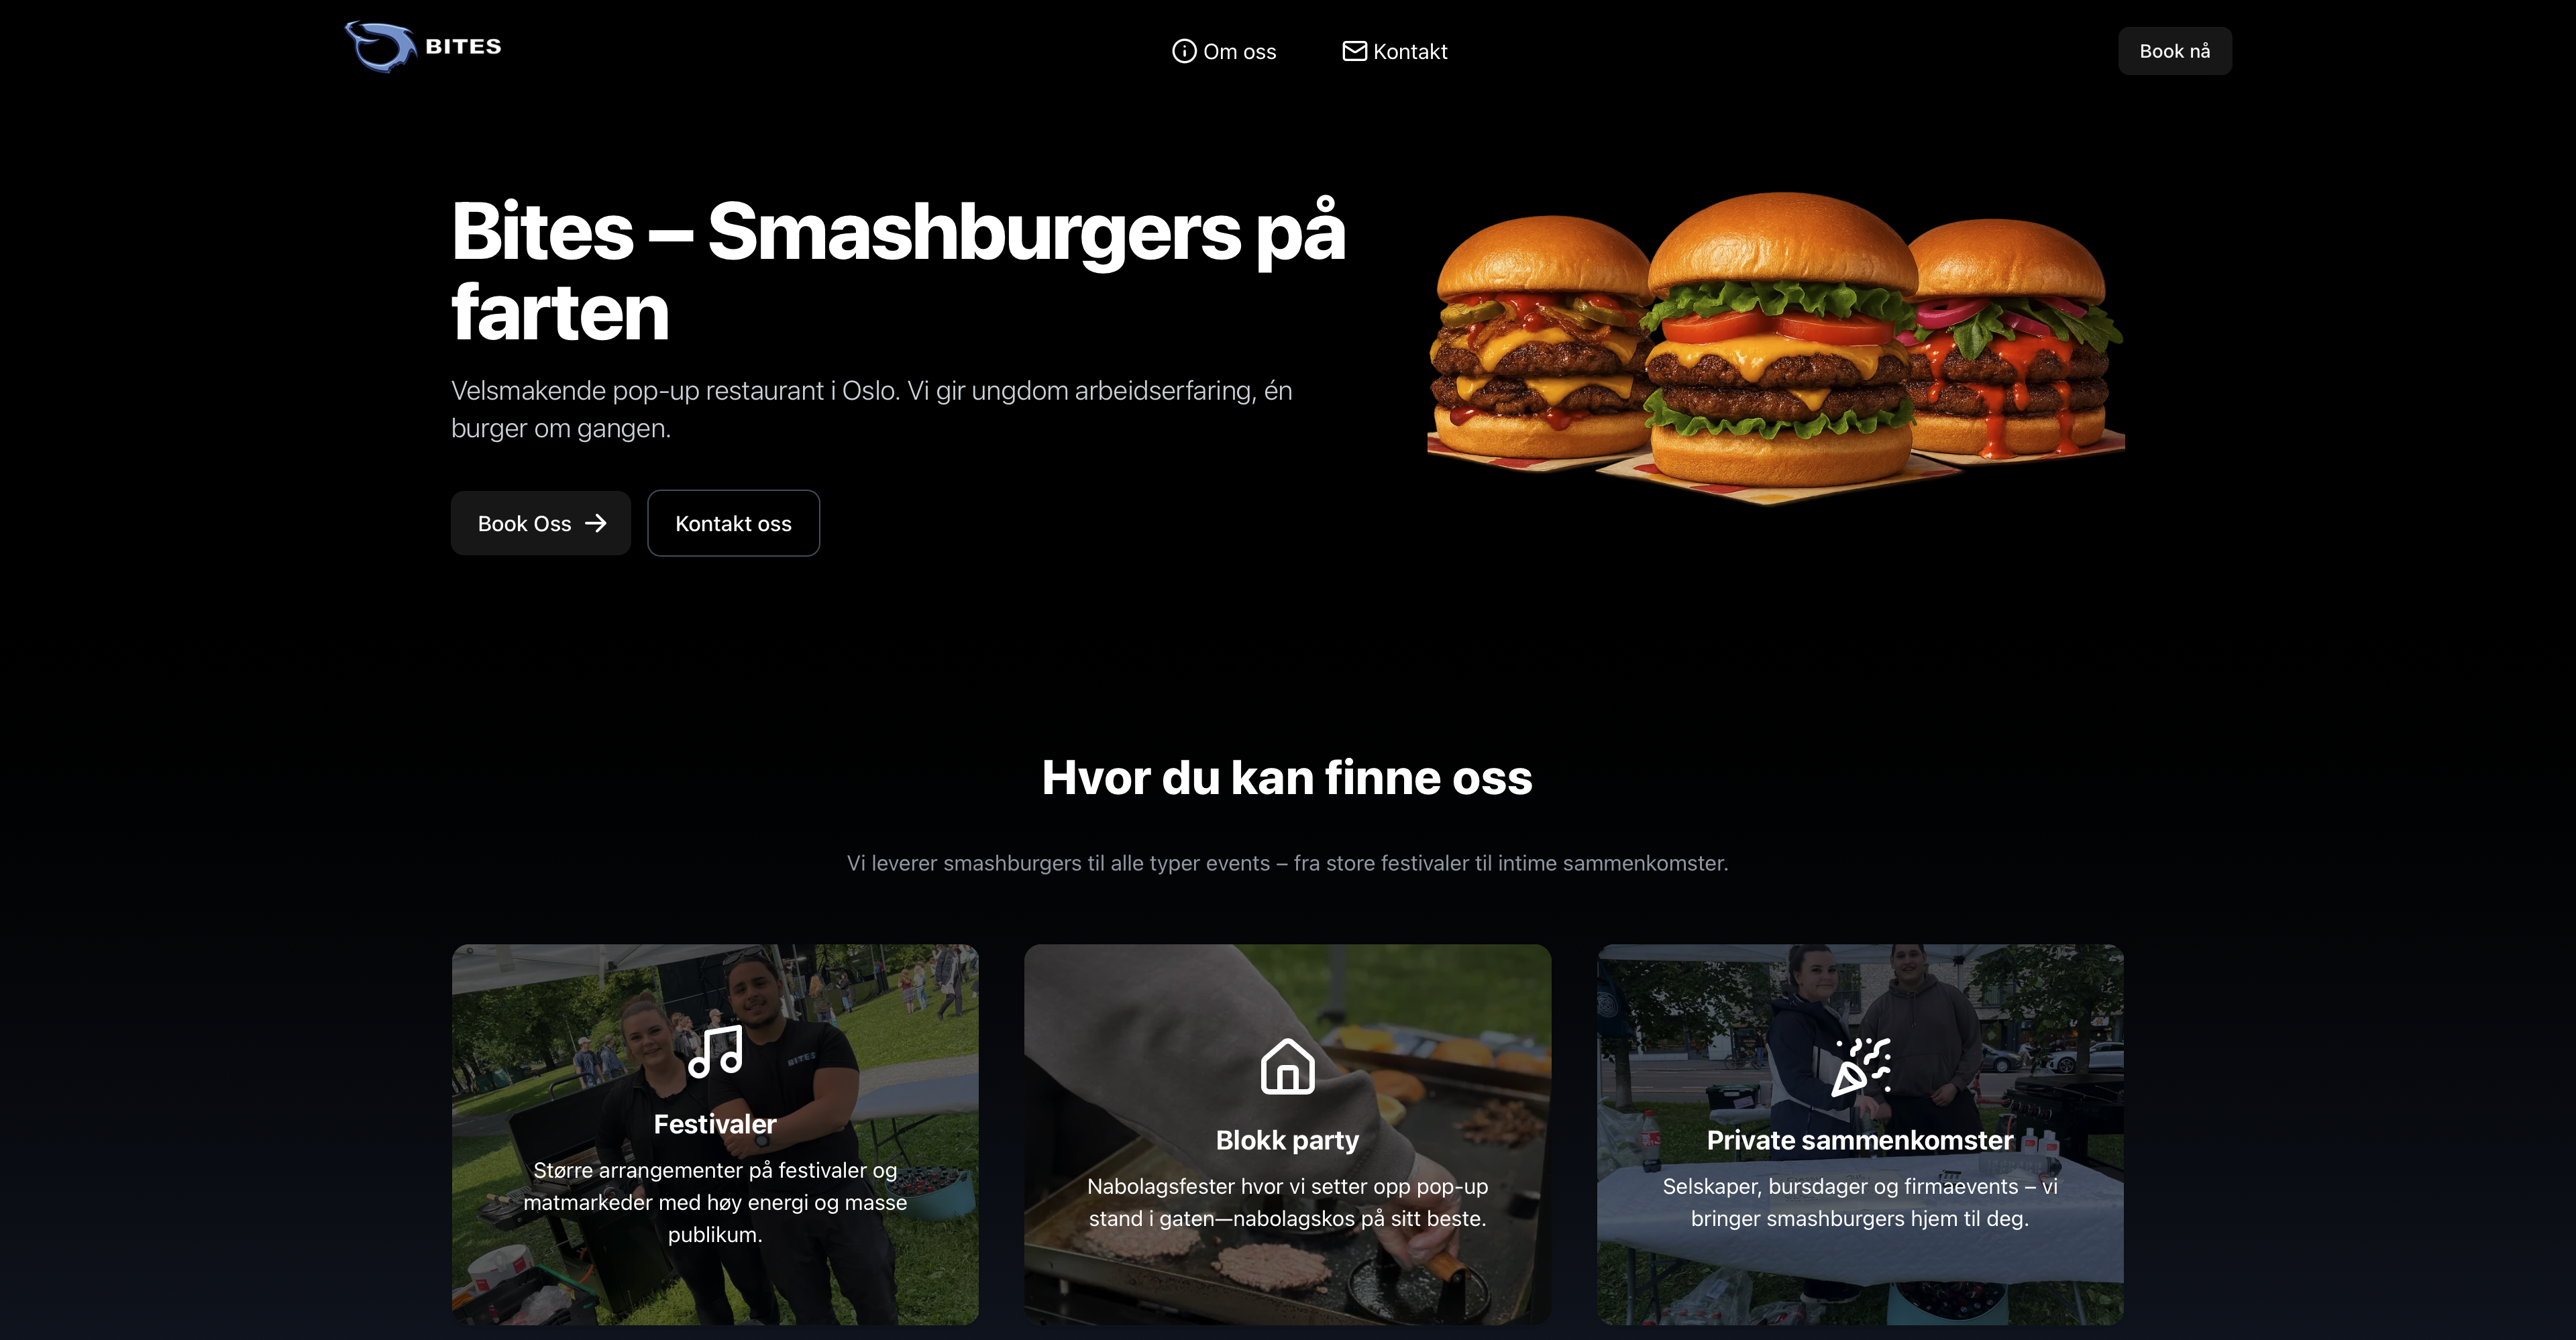 BITES
Om oss
Kontakt
Book nå
Bites – Smashburgers på
farten
Velsmakende pop-up restaurant i Oslo. Vi gir ungdom arbeidserfaring, én
burger om gangen.
Book Oss
Kontakt oss
Hvor du kan finne oss
Vi leverer smashburgers til alle typer events – fra store festivaler til intime sammenkomster.
BITES
Festivaler
Større arrangementer på festivaler og
matmarkeder med høy energi og masse
publikum.
Blokk party
Nabolagsfester hvor vi setter opp pop-up
stand i gaten—nabolagskos på sitt beste.
Private sammenkomster
Selskaper, bursdager og firmaevents – vi
bringer smashburgers hjem til deg.